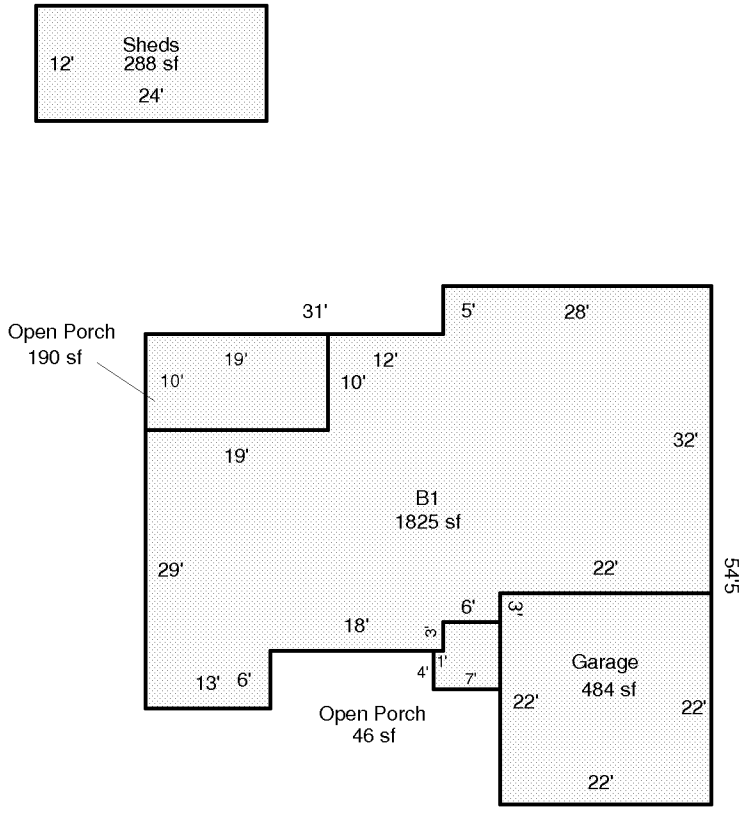 Sheds
12' 288 sf
24'
31'
5' 28'
Open Porch
190 sf
19'
12'
10'
10'
32'
19'
B1
1825 sf
29'
22'
54'5
6' 3'
18' 3'
1'
4' 7'
Garage
484 sf
13' 6'
22' 22'
Open Porch
46 sf
22'